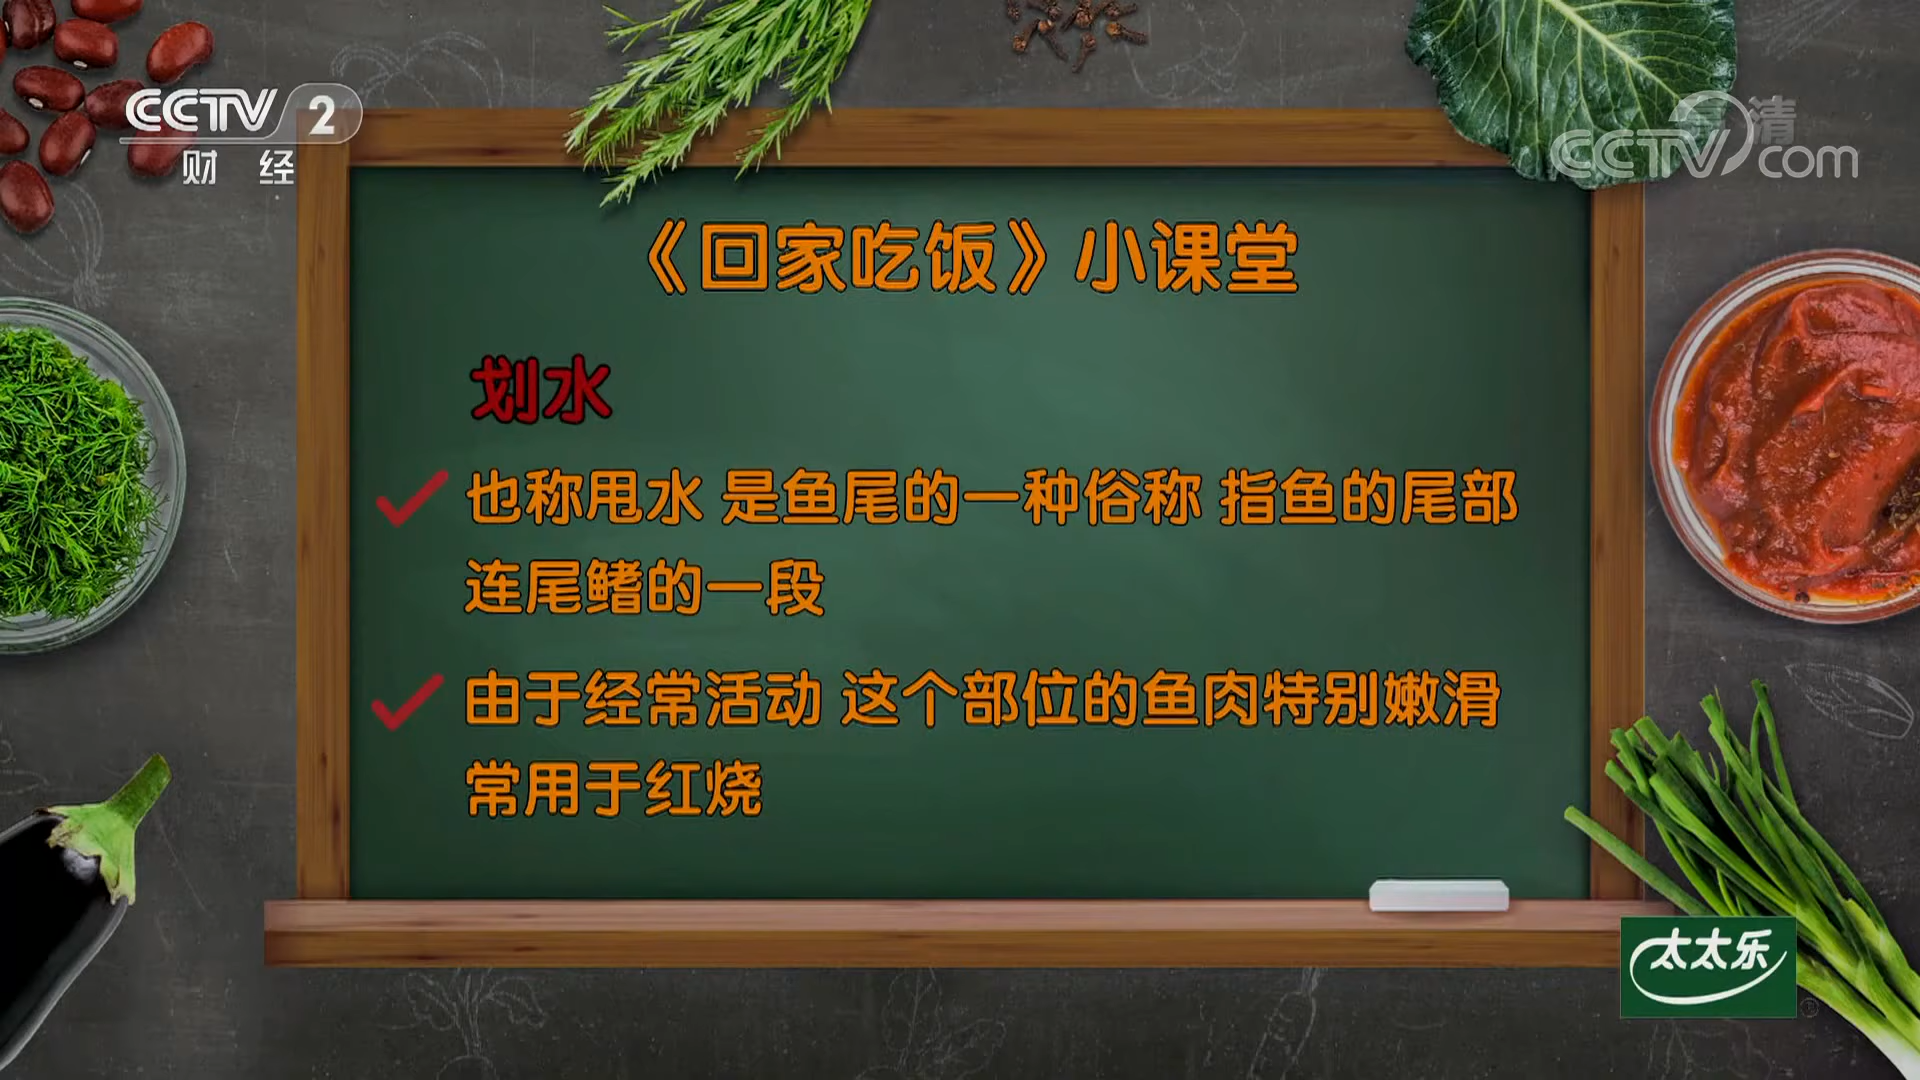 CCTV 2
财 经
高清
CCTV.com
《回家吃饭》小课堂
划水
也称甩水 是鱼尾的一种俗称 指鱼的尾部
连尾鳍的一段
由于经常活动 这个部位的鱼肉特别嫩滑
常用于红烧
太太乐